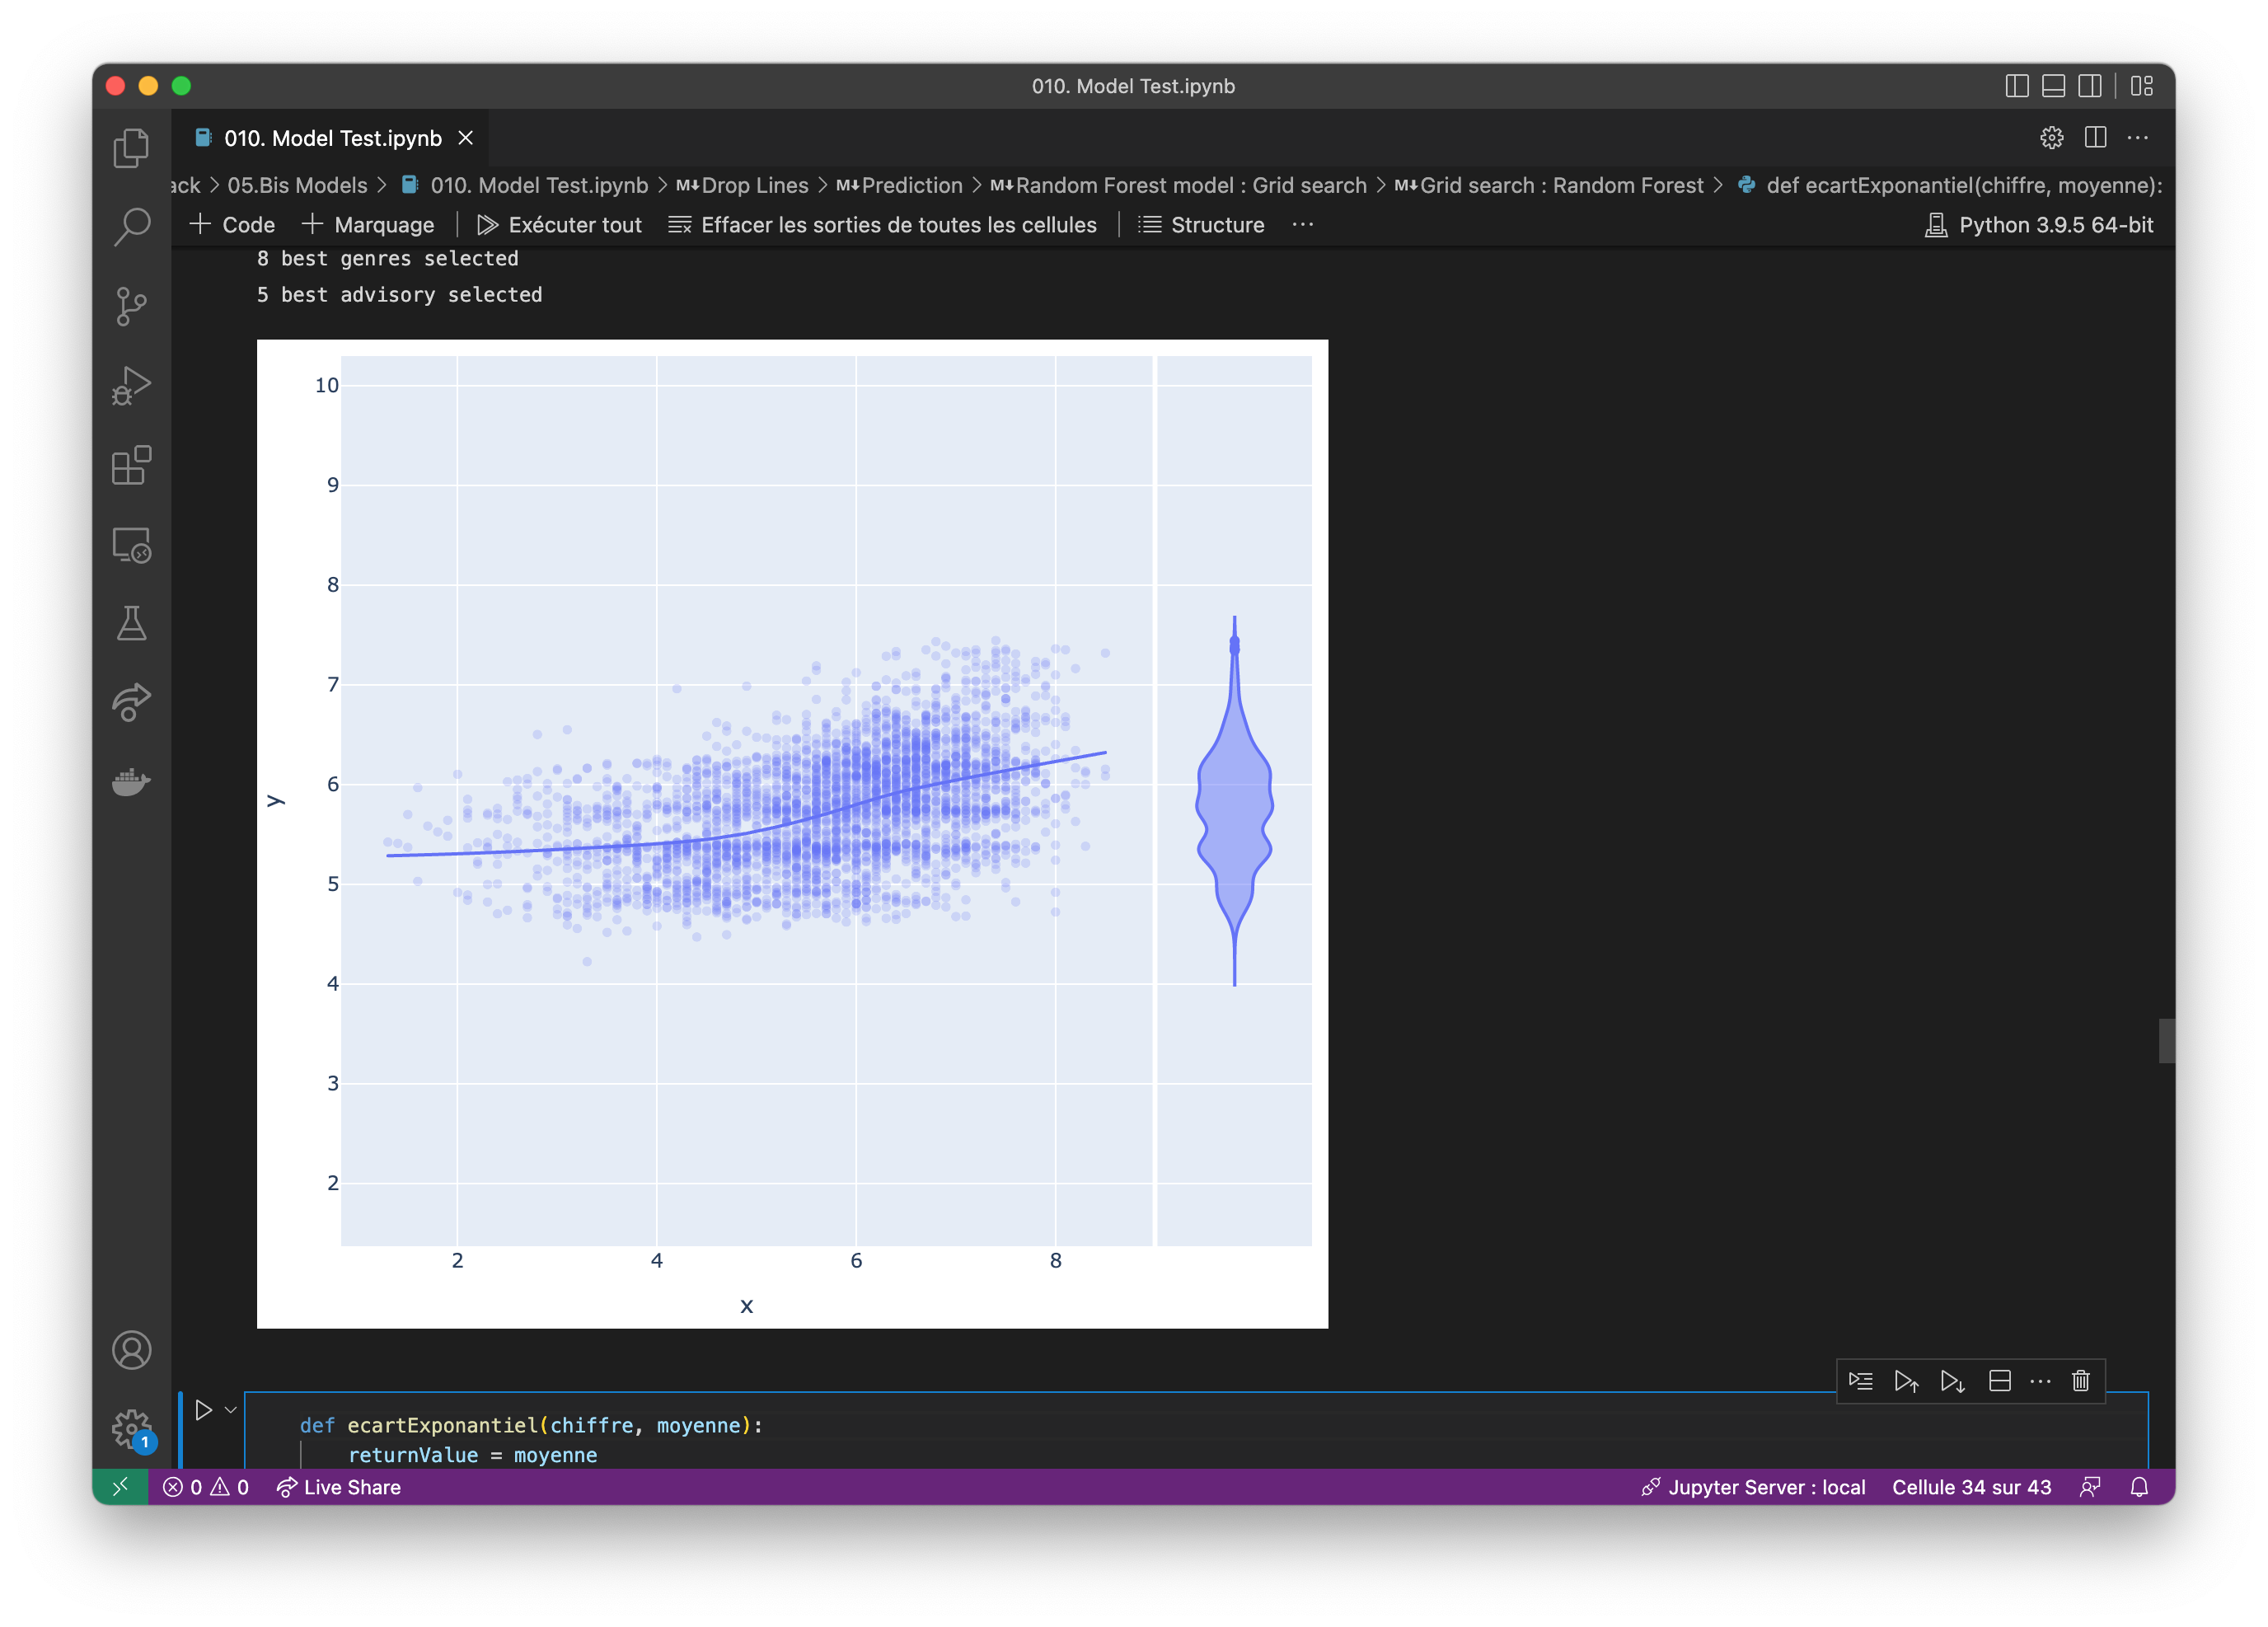 010. Model Test.ipynb
010. Model Test.ipynb
ack > 05.Bis Models > 010. Model Test.ipynb > M↓Drop Lines > M↓Prediction > M↓Random Forest model : Grid search > M↓Grid search : Random Forest > def ecartExponantiel(chiffre, moyenne):
+ Code + Marquage Exécuter tout Effacer les sorties de toutes les cellules Structure ··· Python 3.9.5 64-bit
8 best genres selected
5 best advisory selected
10
9
8
7
6
5
4
3
2
y
2 4 6 8
x
def ecartExponantiel(chiffre, moyenne):
returnValue = moyenne
1
0 0 Live Share Jupyter Server : local Cellule 34 sur 43